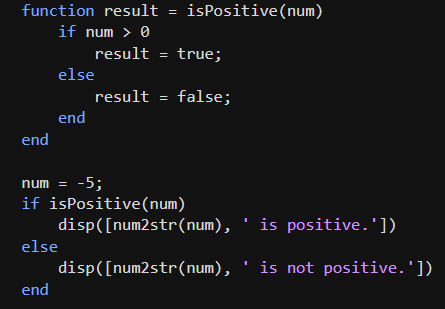 function result = isPositive(num)
    if num > 0
        result = true;
    else
        result = false;
    end
end

num = -5;
if isPositive(num)
    disp([num2str(num), ' is positive.'])
else
    disp([num2str(num), ' is not positive.'])
end